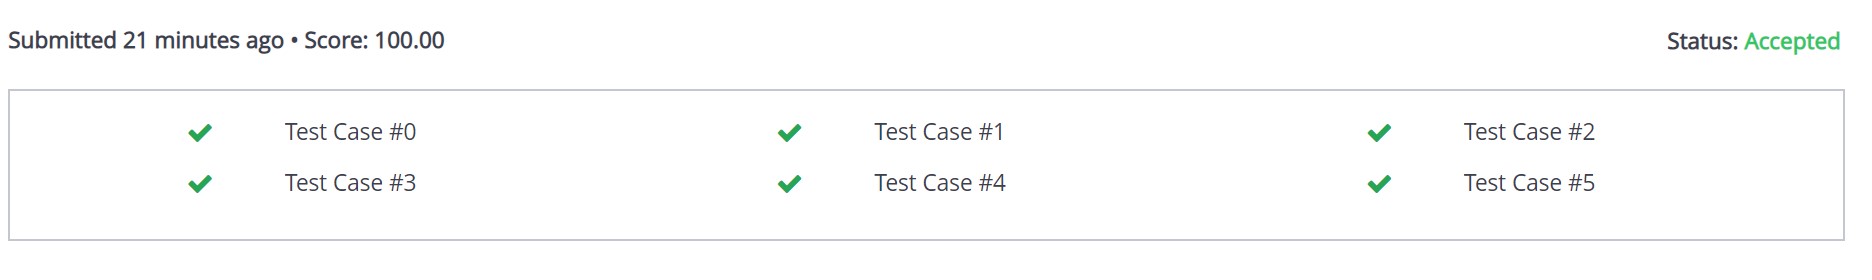 Submitted 21 minutes ago • Score: 100.00
Status: Accepted
Test Case #0
Test Case #1
Test Case #2
Test Case #3
Test Case #4
Test Case #5